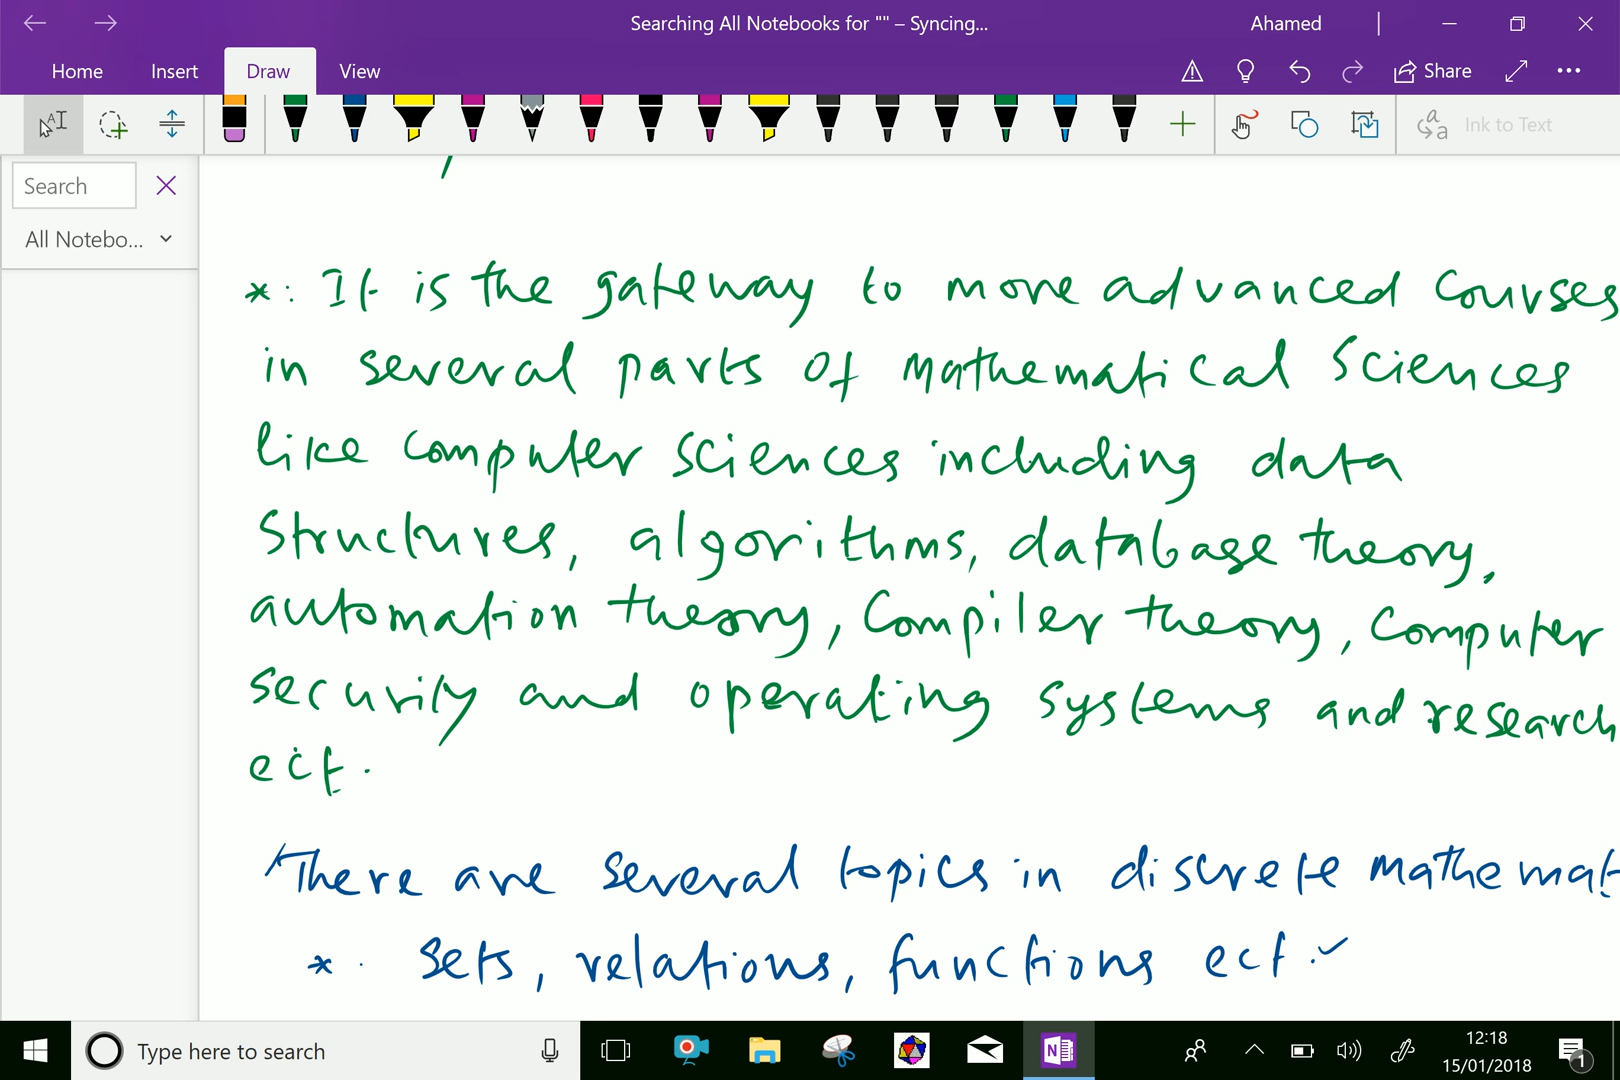 Searching All Notebooks for "" – Syncing...
Ahamed
Home Insert Draw View
Share
Ink to Text
Search
All Notebo...
*: It is the gateway to more advanced Courses
in several parts of Mathematical Sciences
like computer sciences including data
structures, algorithms, database theory,
automation theory, Compiler theory, Computer
security and operating systems and research
ect.
There are several topics in discrete mathemat
* . Sets, relations, functions ect.
Type here to search
12:18
15/01/2018
1